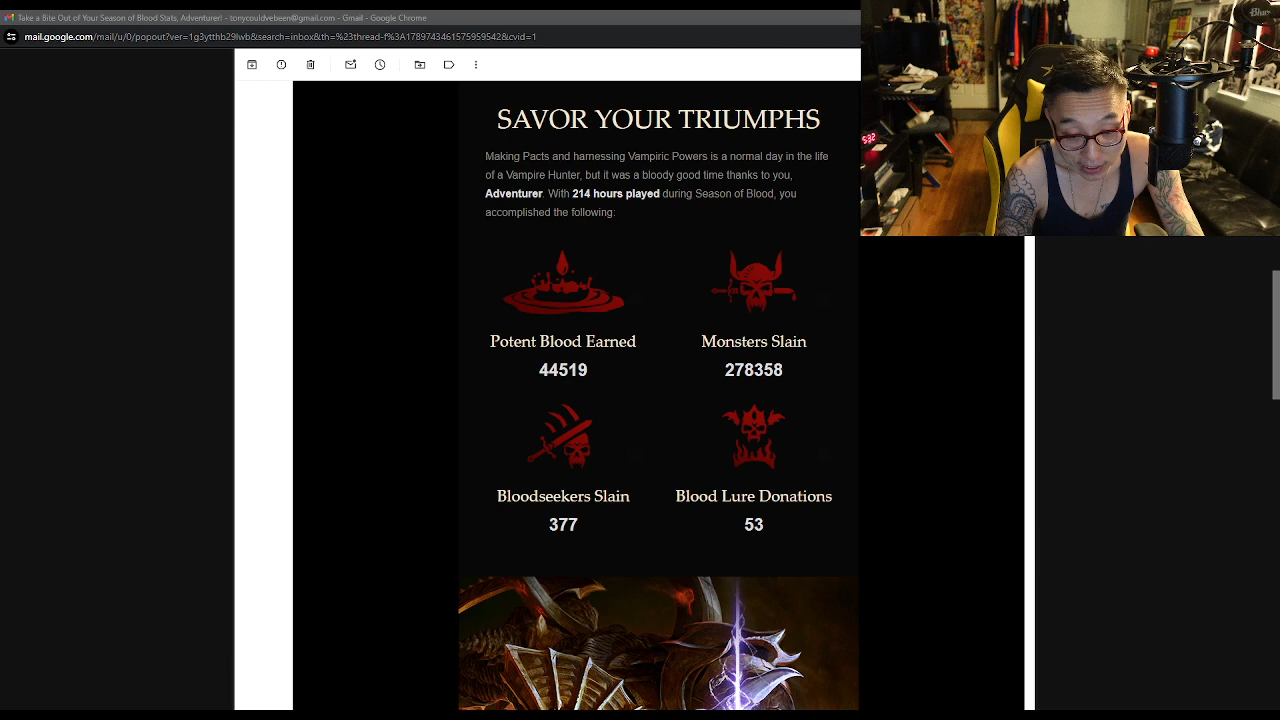 Take a Bite Out of Your Season of Blood Stats, Adventurer! - tonycouldvebeen@gmail.com - Gmail - Google Chrome
mail.google.com/mail/u/0/popout?ver=1g3ytthb29lwb&search=inbox&th=%23thread-f%3A1789743461575959542&cvid=1
SAVOR YOUR TRIUMPHS
Making Pacts and harnessing Vampiric Powers is a normal day in the life
of a Vampire Hunter, but it was a bloody good time thanks to you,
Adventurer. With 214 hours played during Season of Blood, you
accomplished the following:
Potent Blood Earned
44519
Monsters Slain
278358
Bloodseekers Slain
377
Blood Lure Donations
53
5:32
Blue